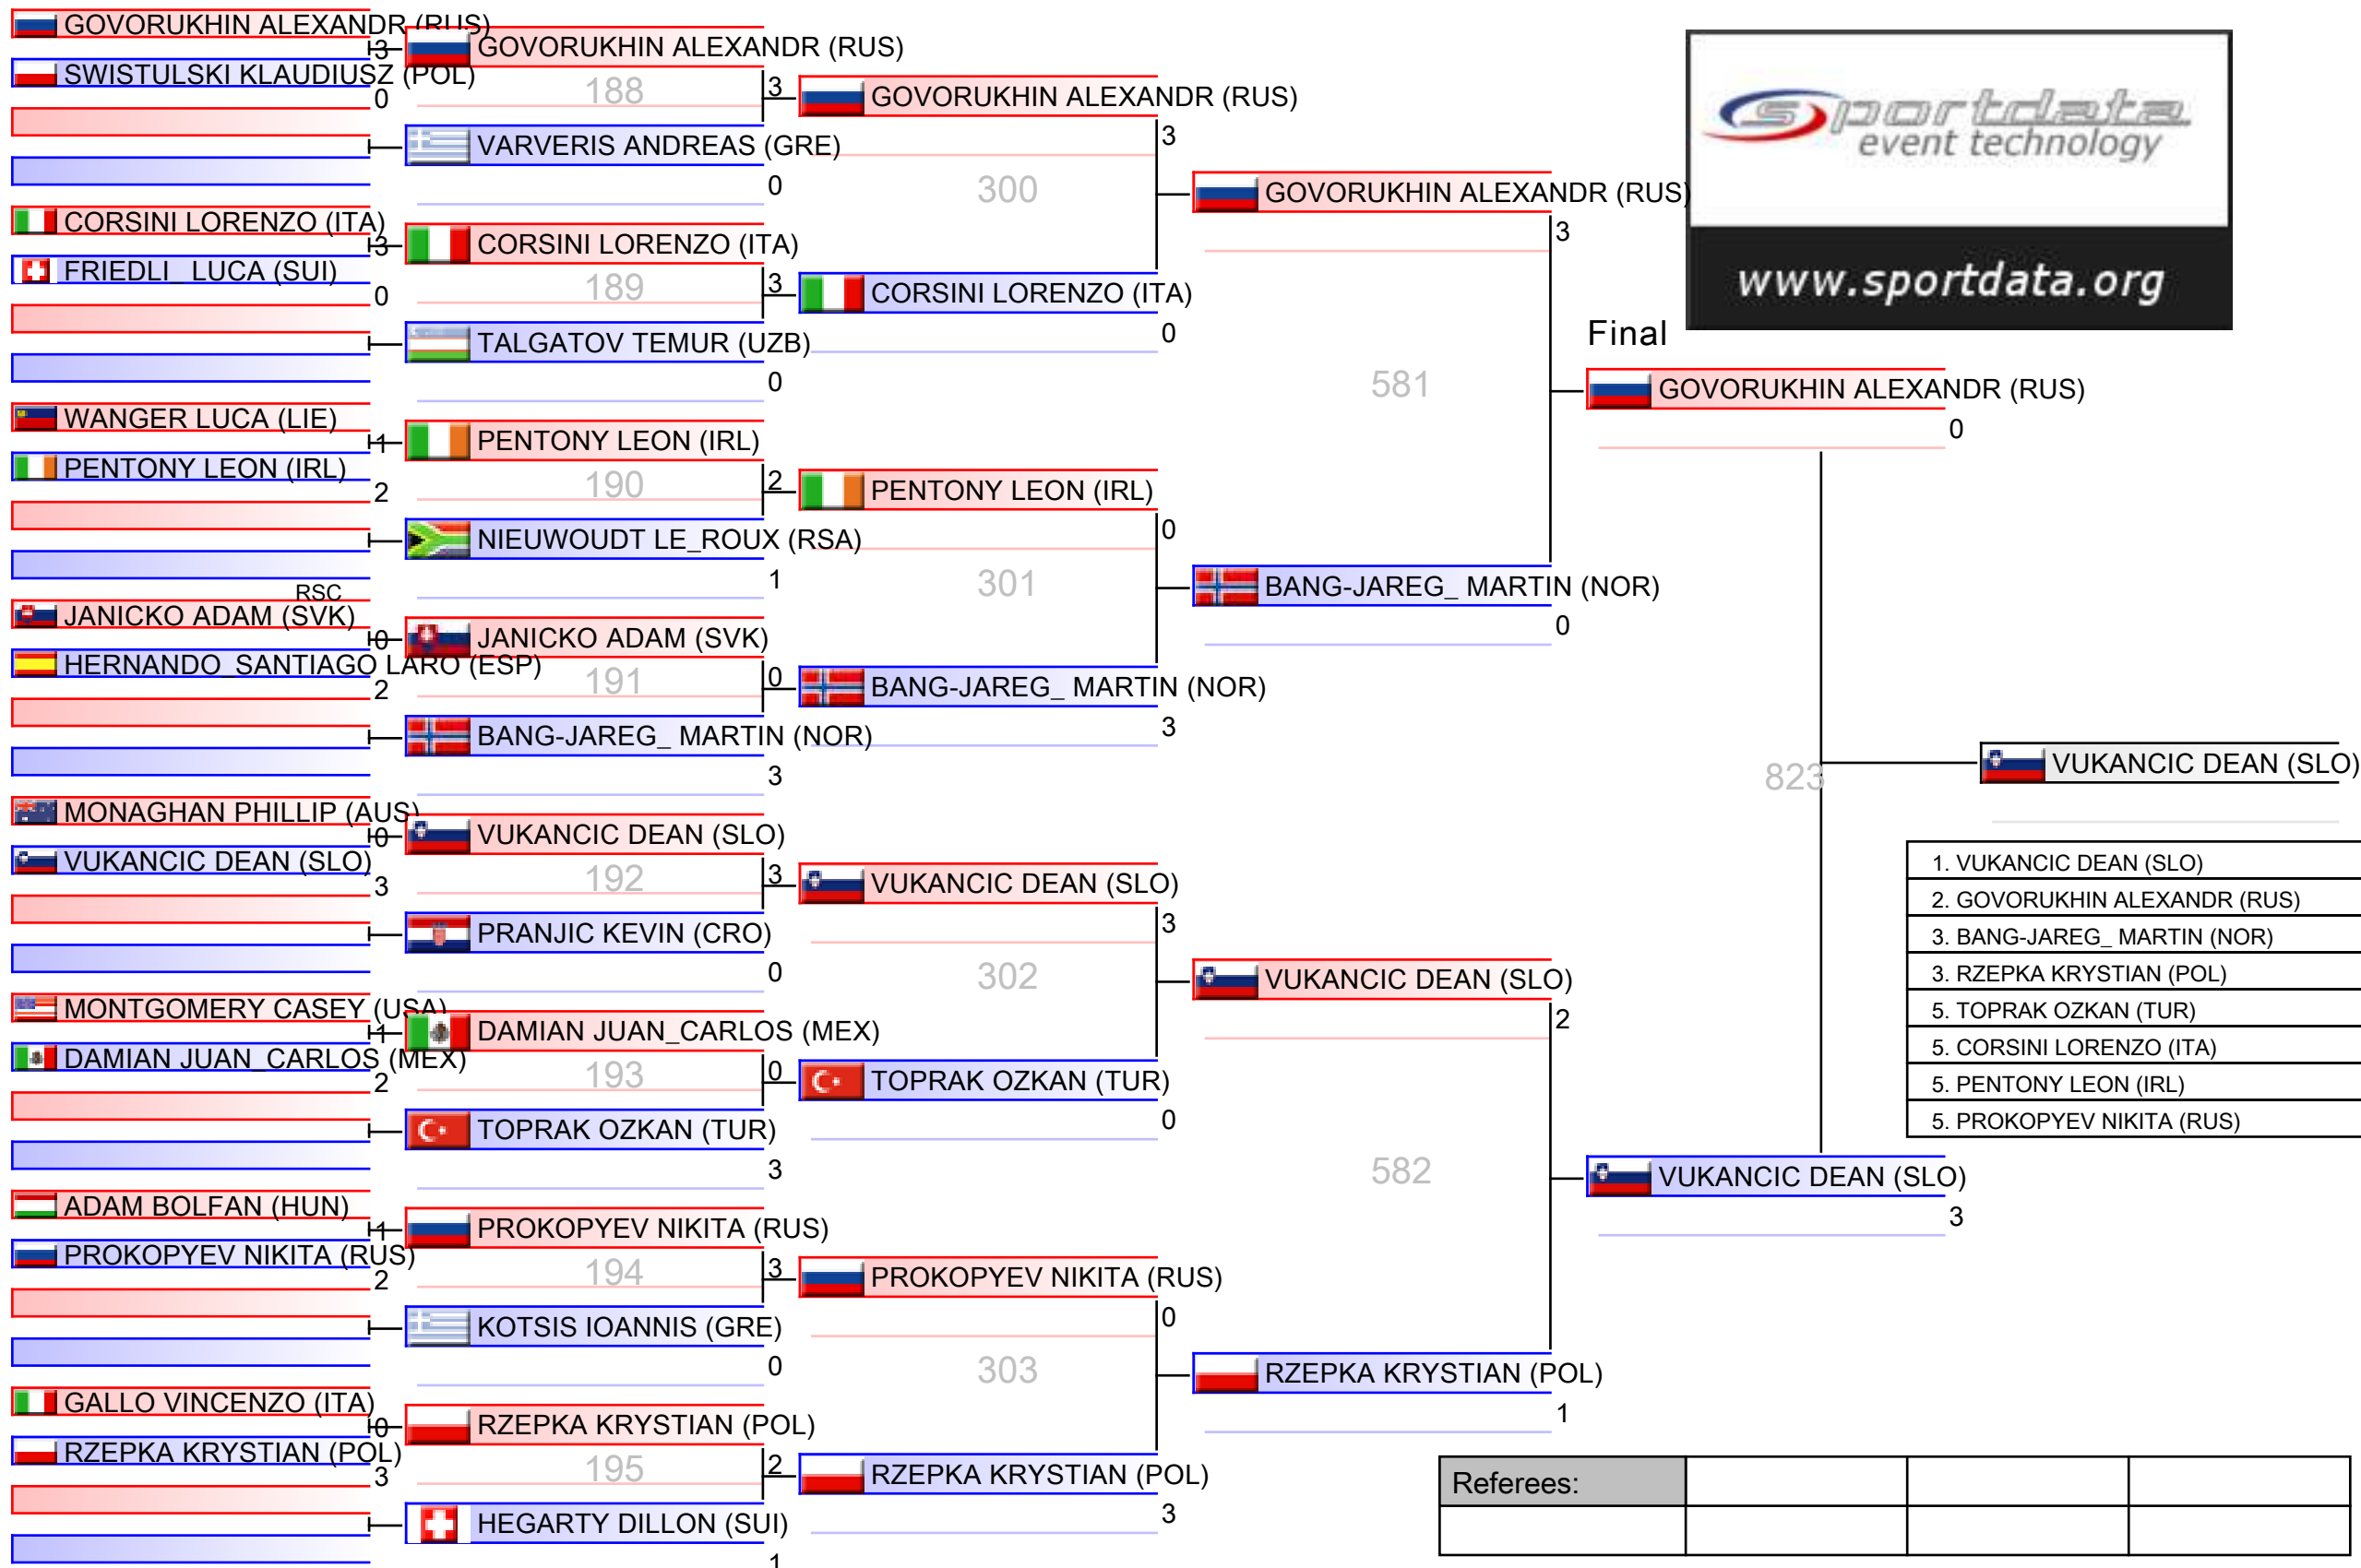 GOVORUKHIN ALEXANDR (RUS)
3
SWISTULSKI KLAUDIUSZ (POL)
0
CORSINI LORENZO (ITA)
3
FRIEDLI_ LUCA (SUI)
0
WANGER LUCA (LIE)
1
PENTONY LEON (IRL)
2
RSC
JANICKO ADAM (SVK)
0
HERNANDO_SANTIAGO LARO (ESP)
2
MONAGHAN PHILLIP (AUS)
0
VUKANCIC DEAN (SLO)
3
MONTGOMERY CASEY (USA)
1
DAMIAN JUAN_CARLOS (MEX)
2
ADAM BOLFAN (HUN)
1
PROKOPYEV NIKITA (RUS)
2
GALLO VINCENZO (ITA)
0
RZEPKA KRYSTIAN (POL)
3
GOVORUKHIN ALEXANDR (RUS)
188
3
VARVERIS ANDREAS (GRE)
0
CORSINI LORENZO (ITA)
189
3
TALGATOV TEMUR (UZB)
0
PENTONY LEON (IRL)
190
2
NIEUWOUDT LE_ROUX (RSA)
1
JANICKO ADAM (SVK)
191
0
BANG-JAREG_ MARTIN (NOR)
3
VUKANCIC DEAN (SLO)
192
3
PRANJIC KEVIN (CRO)
0
DAMIAN JUAN_CARLOS (MEX)
193
0
TOPRAK OZKAN (TUR)
3
PROKOPYEV NIKITA (RUS)
194
3
KOTSIS IOANNIS (GRE)
0
RZEPKA KRYSTIAN (POL)
195
2
HEGARTY DILLON (SUI)
1
GOVORUKHIN ALEXANDR (RUS)
3
300
CORSINI LORENZO (ITA)
0
PENTONY LEON (IRL)
0
301
BANG-JAREG_ MARTIN (NOR)
3
VUKANCIC DEAN (SLO)
3
302
TOPRAK OZKAN (TUR)
0
PROKOPYEV NIKITA (RUS)
0
303
RZEPKA KRYSTIAN (POL)
3
GOVORUKHIN ALEXANDR (RUS)
3
581
BANG-JAREG_ MARTIN (NOR)
0
VUKANCIC DEAN (SLO)
2
582
RZEPKA KRYSTIAN (POL)
1
sportdata
event technology
www.sportdata.org
Final
GOVORUKHIN ALEXANDR (RUS)
0
823
VUKANCIC DEAN (SLO)
3
VUKANCIC DEAN (SLO)
1. VUKANCIC DEAN (SLO)
2. GOVORUKHIN ALEXANDR (RUS)
3. BANG-JAREG_ MARTIN (NOR)
3. RZEPKA KRYSTIAN (POL)
5. TOPRAK OZKAN (TUR)
5. CORSINI LORENZO (ITA)
5. PENTONY LEON (IRL)
5. PROKOPYEV NIKITA (RUS)
Referees: